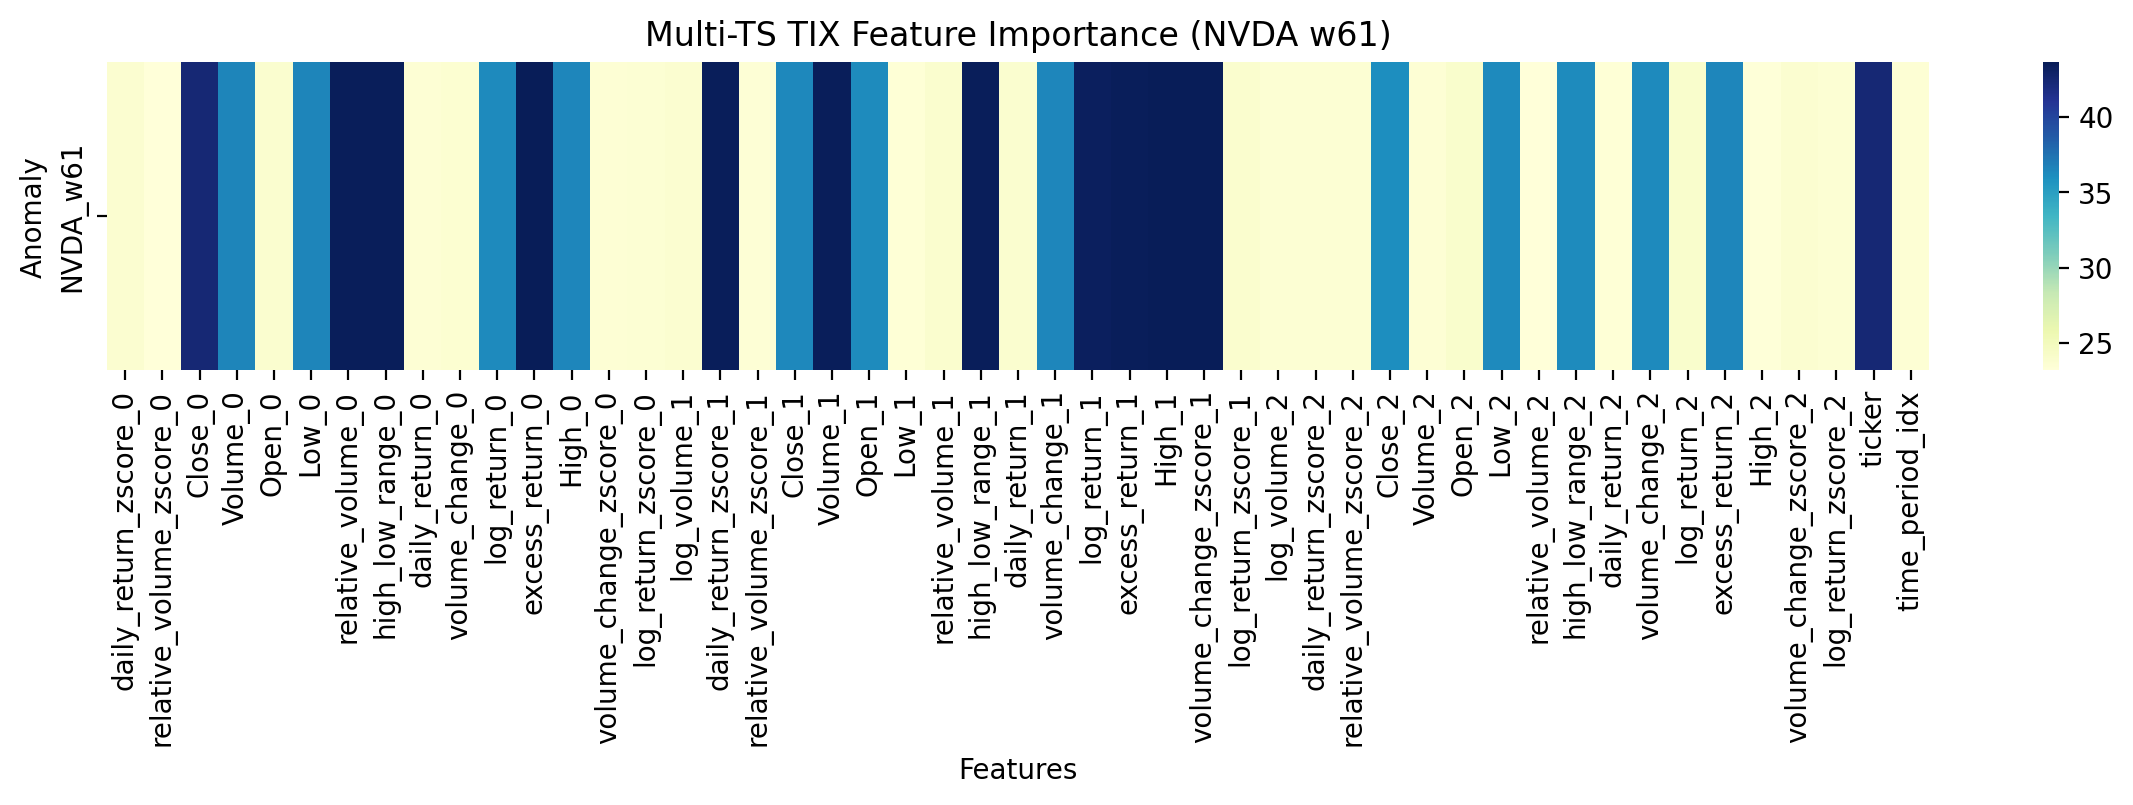 Multi-TS TIX Feature Importance (NVDA w61)
Anomaly
NVDA_w61
40
35
30
25
daily_return_zscore_0
relative_volume_zscore_0
Close_0
Volume_0
Open_0
Low_0
relative_volume_0
high_low_range_0
daily_return_0
volume_change_0
log_return_0
excess_return_0
High_0
volume_change_zscore_0
log_return_zscore_0
log_volume_1
daily_return_zscore_1
relative_volume_zscore_1
Close_1
Volume_1
Open_1
Low_1
relative_volume_1
high_low_range_1
daily_return_1
volume_change_1
log_return_1
excess_return_1
High_1
volume_change_zscore_1
log_return_zscore_1
log_volume_2
daily_return_zscore_2
relative_volume_zscore_2
Close_2
Volume_2
Open_2
Low_2
relative_volume_2
high_low_range_2
daily_return_2
volume_change_2
log_return_2
excess_return_2
High_2
volume_change_zscore_2
log_return_zscore_2
ticker
time_period_idx
Features